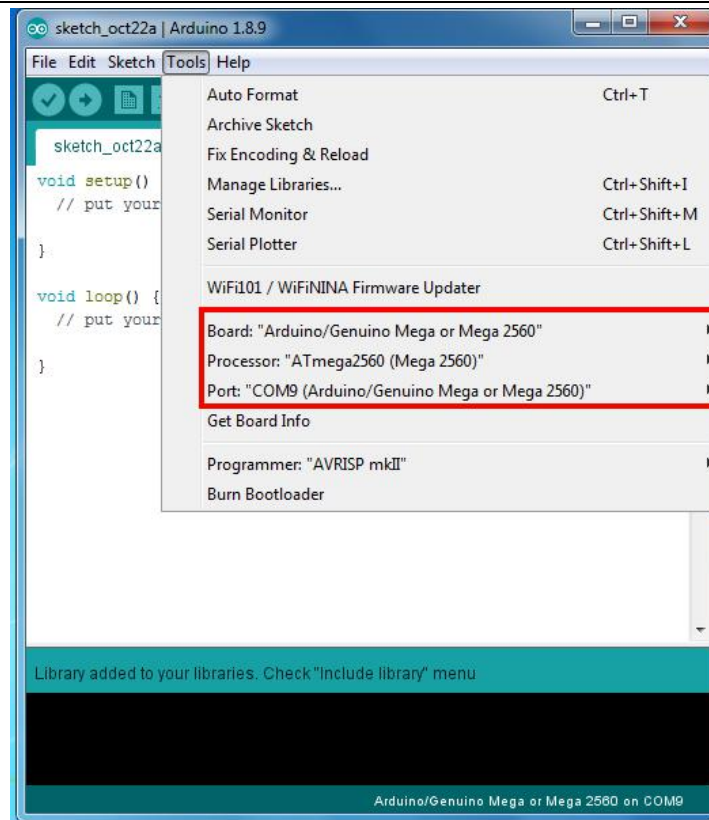 sketch_oct22a | Arduino 1.8.9
File Edit Sketch Tools Help
Auto Format Ctrl+T
Archive Sketch
sketch_oct22a
Fix Encoding & Reload
void setup()
Manage Libraries... Ctrl+Shift+I
// put your
Serial Monitor Ctrl+Shift+M
Serial Plotter Ctrl+Shift+L
}
WiFi101 / WiFiNINA Firmware Updater
void loop() {
// put your
Board: "Arduino/Genuino Mega or Mega 2560"
Processor: "ATmega2560 (Mega 2560)"
}
Port: "COM9 (Arduino/Genuino Mega or Mega 2560)"
Get Board Info
Programmer: "AVRISP mkII"
Burn Bootloader
Library added to your libraries. Check "Include library" menu
Arduino/Genuino Mega or Mega 2560 on COM9